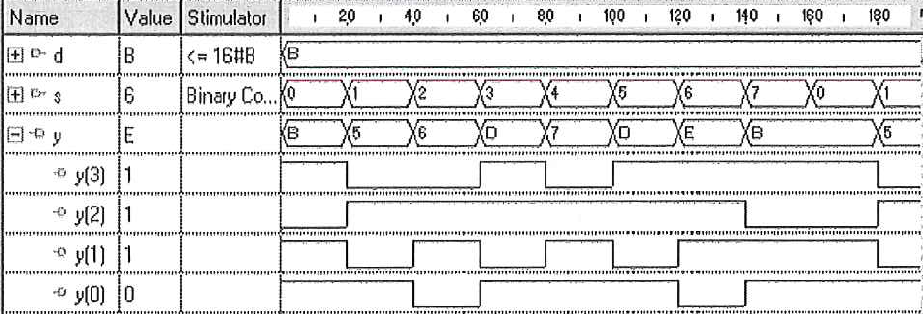 Name Value Stimulator 20 40 60 80 100 120 140 160 180
d B <= 16#B B
s 6 Binary Co... 0 1 2 3 4 5 6 7 0 1
y E B 5 6 D 7 D E B 5
y(3) 1
y(2) 1
y(1) 1
y(0) 0